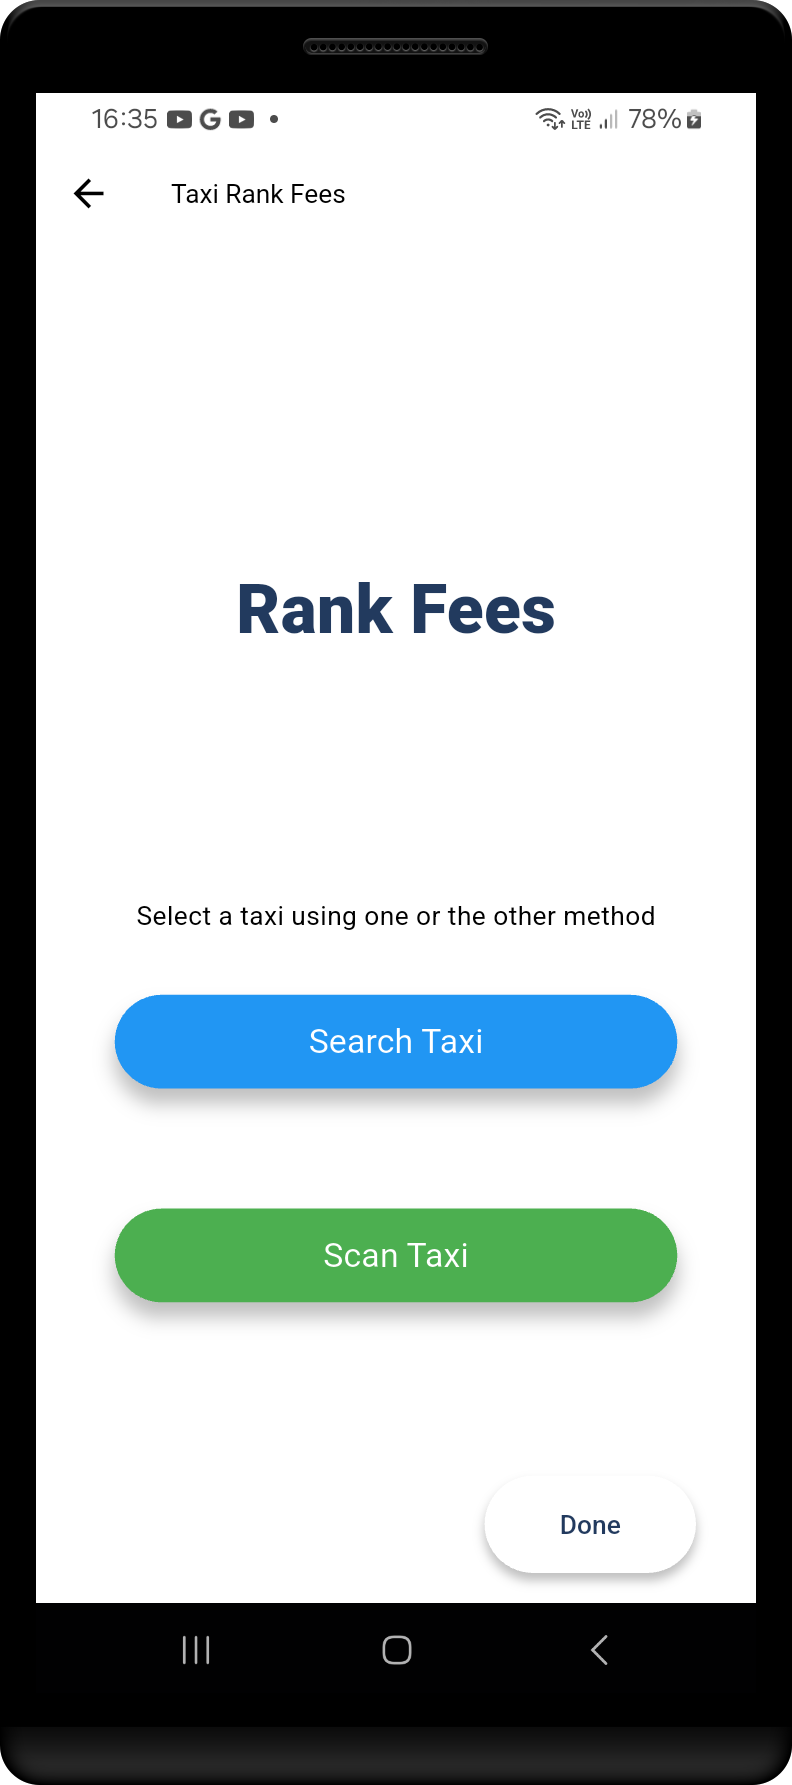 16:35 78%
Vo)) LTE
Taxi Rank Fees
Rank Fees
Select a taxi using one or the other method
Search Taxi
Scan Taxi
Done